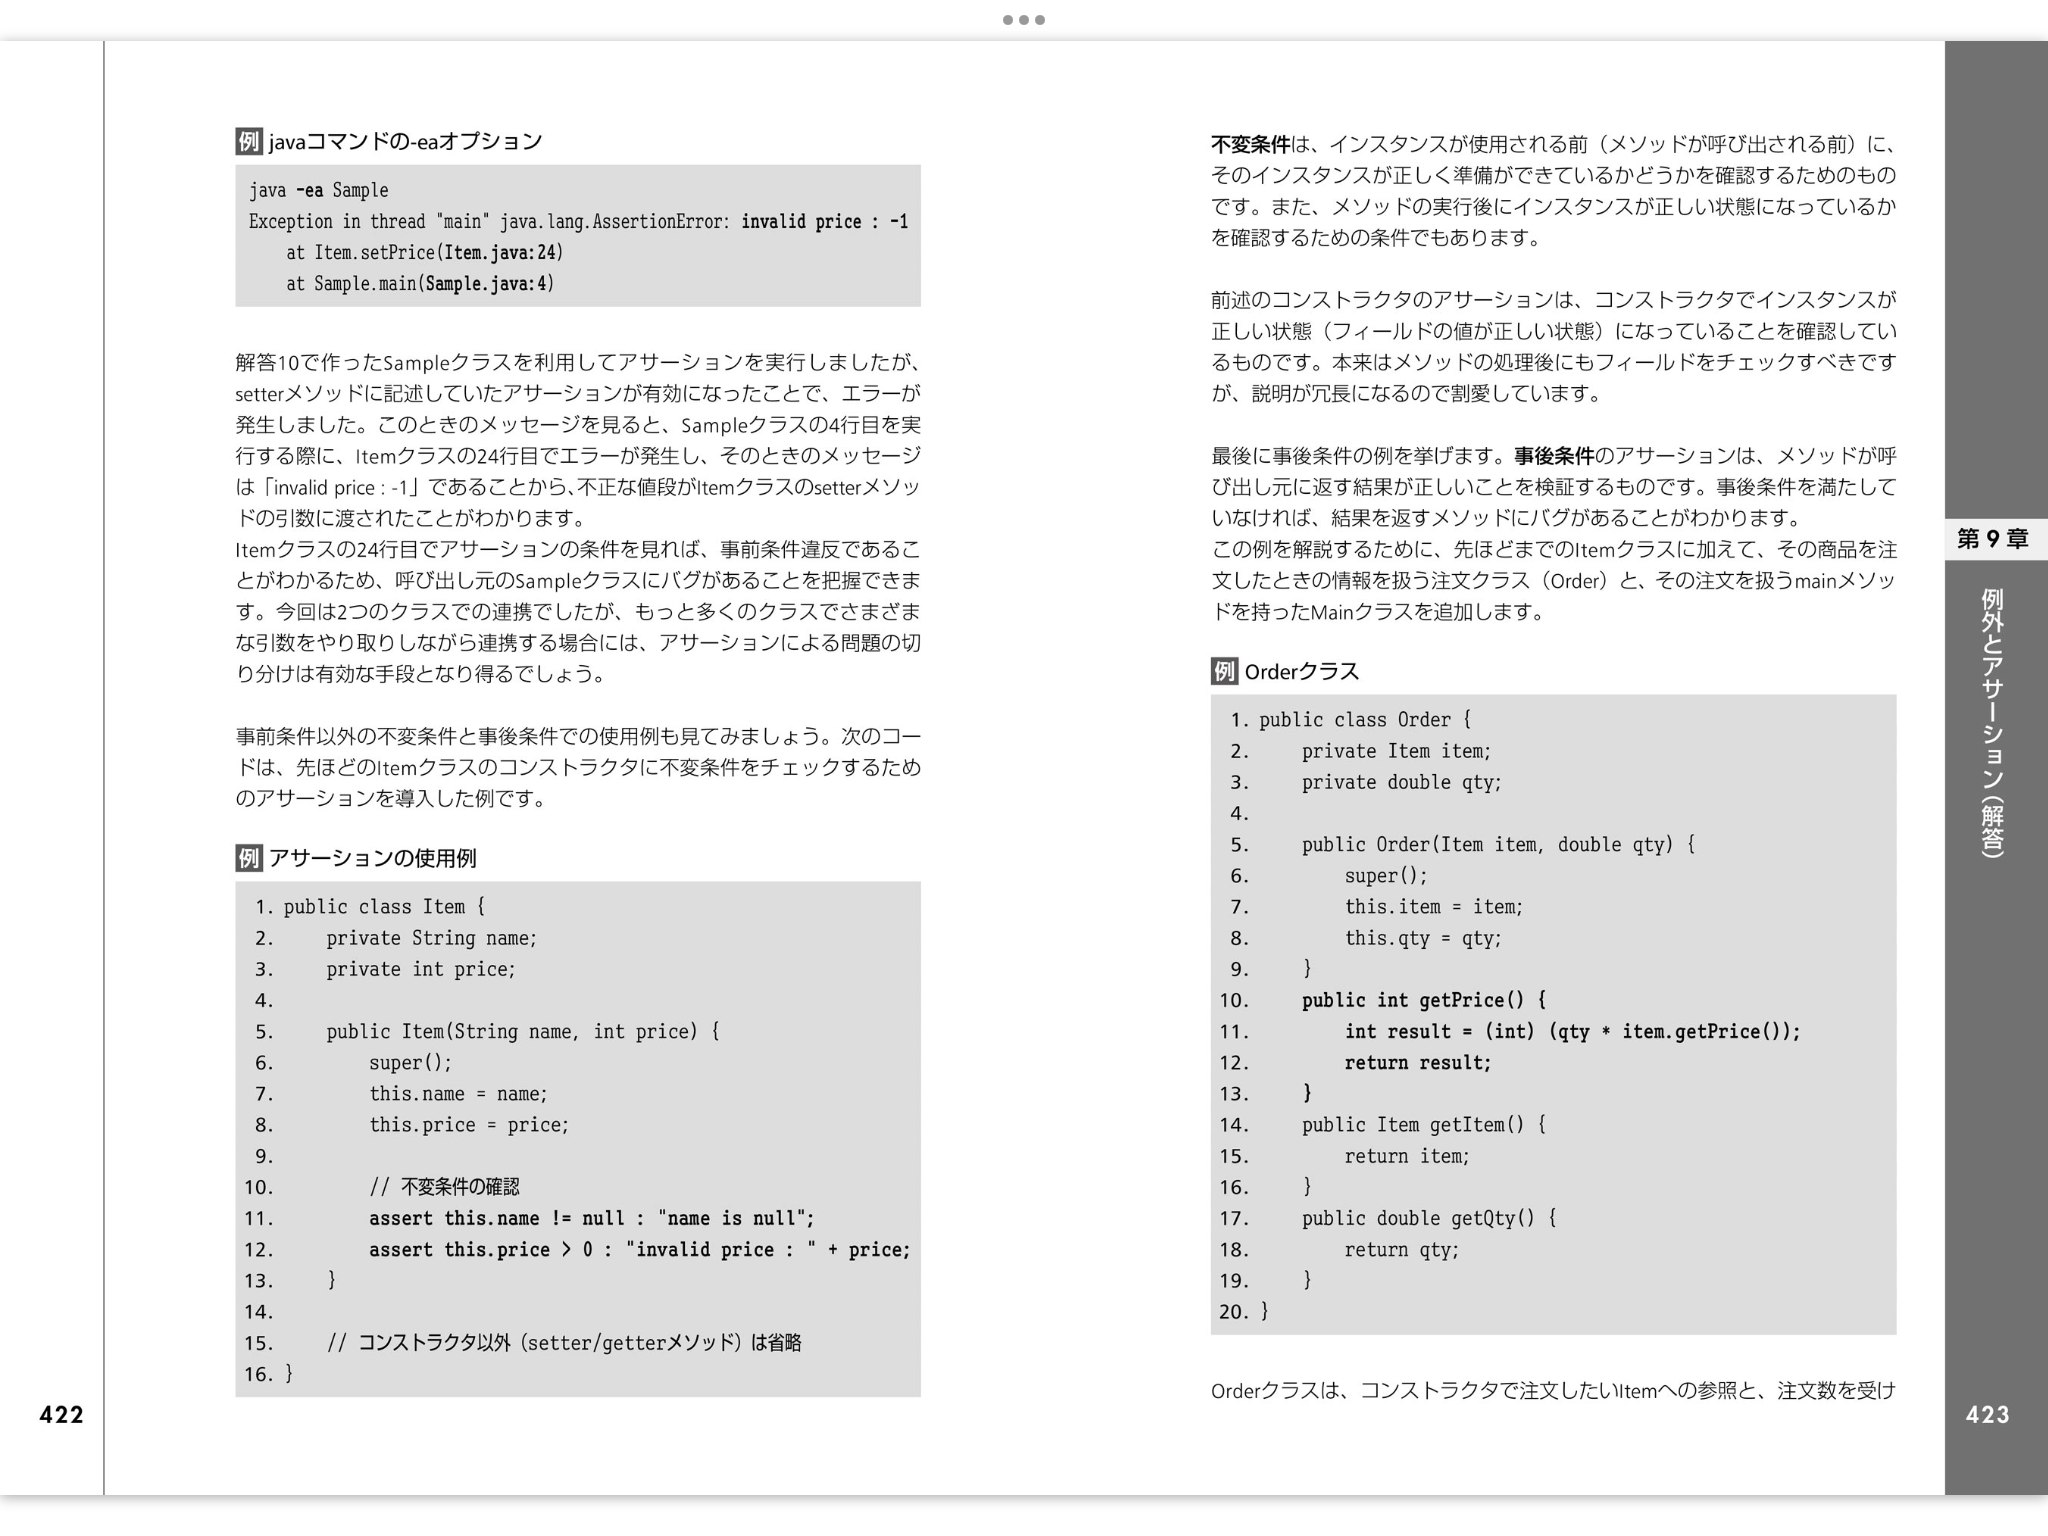 例 javaコマンドの-eaオプション
java -ea Sample
Exception in thread "main" java.lang.AssertionError: invalid price : -1
    at Item.setPrice(Item.java:24)
    at Sample.main(Sample.java:4)
解答10で作ったSampleクラスを利用してアサーションを実行しましたが、
setterメソッドに記述していたアサーションが有効になったことで、エラーが
発生しました。このときのメッセージを見ると、Sampleクラスの4行目を実
行する際に、Itemクラスの24行目でエラーが発生し、そのときのメッセージ
は「invalid price : -1」であることから、不正な値段がItemクラスのsetterメソッ
ドの引数に渡されたことがわかります。
Itemクラスの24行目でアサーションの条件を見れば、事前条件違反であるこ
とがわかるため、呼び出し元のSampleクラスにバグがあることを把握できま
す。今回は2つのクラスでの連携でしたが、もっと多くのクラスでさまざま
な引数をやり取りしながら連携する場合には、アサーションによる問題の切
り分けは有効な手段となり得るでしょう。
事前条件以外の不変条件と事後条件での使用例も見てみましょう。次のコー
ドは、先ほどのItemクラスのコンストラクタに不変条件をチェックするため
のアサーションを導入した例です。
例 アサーションの使用例
1. public class Item {
2.     private String name;
3.     private int price;
4.
5.     public Item(String name, int price) {
6.         super();
7.         this.name = name;
8.         this.price = price;
9.
10.         // 不変条件の確認
11.         assert this.name != null : "name is null";
12.         assert this.price > 0 : "invalid price : " + price;
13.     }
14.
15.     // コンストラクタ以外（setter/getterメソッド）は省略
16. }
422
不変条件は、インスタンスが使用される前（メソッドが呼び出される前）に、
そのインスタンスが正しく準備ができているかどうかを確認するためのもの
です。また、メソッドの実行後にインスタンスが正しい状態になっているか
を確認するための条件でもあります。
前述のコンストラクタのアサーションは、コンストラクタでインスタンスが
正しい状態（フィールドの値が正しい状態）になっていることを確認してい
るものです。本来はメソッドの処理後にもフィールドをチェックすべきです
が、説明が冗長になるので割愛しています。
最後に事後条件の例を挙げます。事後条件のアサーションは、メソッドが呼
び出し元に返す結果が正しいことを検証するものです。事後条件を満たして
いなければ、結果を返すメソッドにバグがあることがわかります。
この例を解説するために、先ほどまでのItemクラスに加えて、その商品を注
文したときの情報を扱う注文クラス（Order）と、その注文を扱うmainメソッ
ドを持ったMainクラスを追加します。
例 Orderクラス
1. public class Order {
2.     private Item item;
3.     private double qty;
4.
5.     public Order(Item item, double qty) {
6.         super();
7.         this.item = item;
8.         this.qty = qty;
9.     }
10.     public int getPrice() {
11.         int result = (int) (qty * item.getPrice());
12.         return result;
13.     }
14.     public Item getItem() {
15.         return item;
16.     }
17.     public double getQty() {
18.         return qty;
19.     }
20. }
Orderクラスは、コンストラクタで注文したいItemへの参照と、注文数を受け
第9章
例外とアサーション（解答）
423